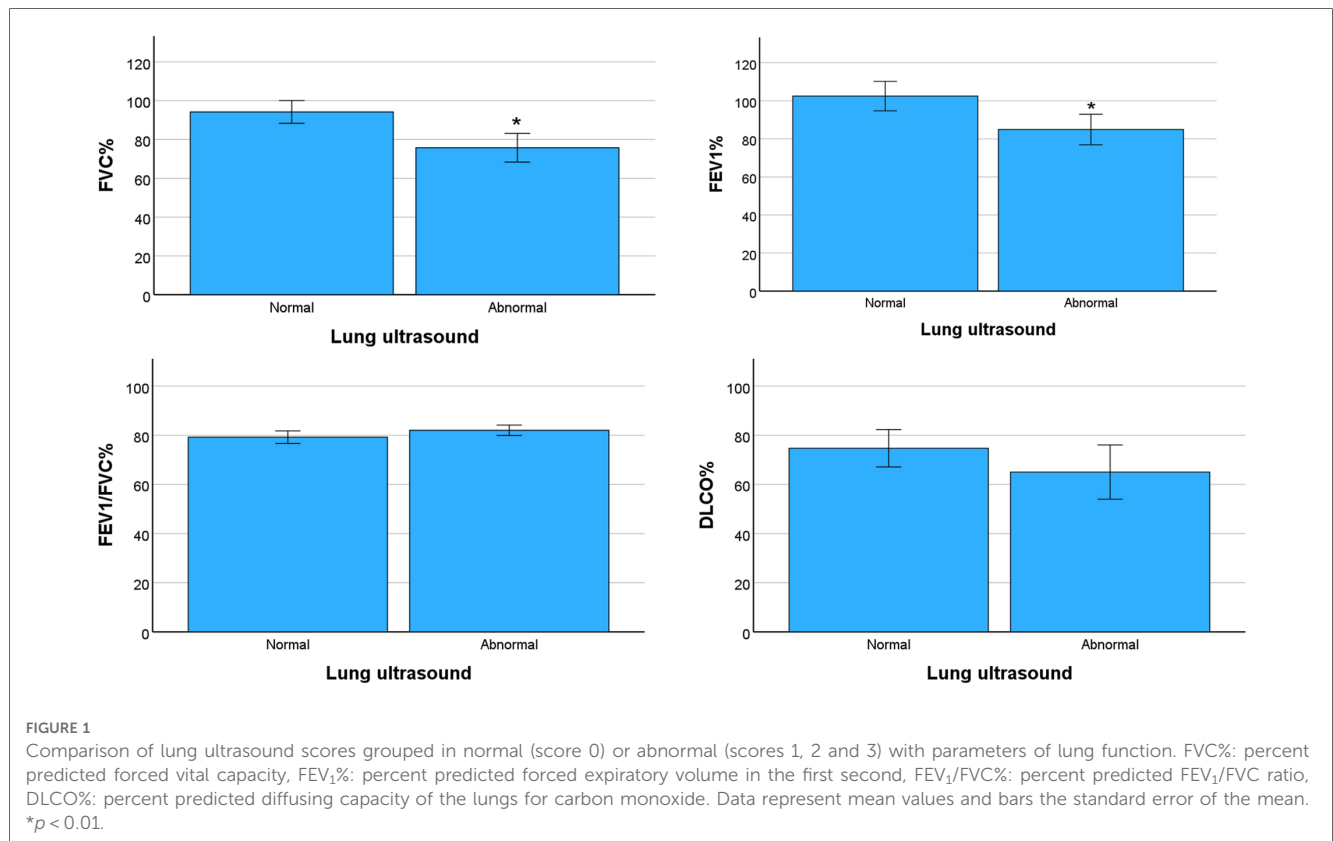 120
100
80
60
40
20
0
FVC%
*
Normal
Abnormal
Lung ultrasound
120
100
80
60
40
20
0
FEV1%
*
Normal
Abnormal
Lung ultrasound
100
80
60
40
20
0
FEV1/FVC%
Normal
Abnormal
Lung ultrasound
100
80
60
40
20
0
DLCO%
Normal
Abnormal
Lung ultrasound
FIGURE 1
Comparison of lung ultrasound scores grouped in normal (score 0) or abnormal (scores 1, 2 and 3) with parameters of lung function. FVC%: percent
predicted forced vital capacity, FEV₁%: percent predicted forced expiratory volume in the first second, FEV₁/FVC%: percent predicted FEV₁/FVC ratio,
DLCO%: percent predicted diffusing capacity of the lungs for carbon monoxide. Data represent mean values and bars the standard error of the mean.
*p < 0.01.